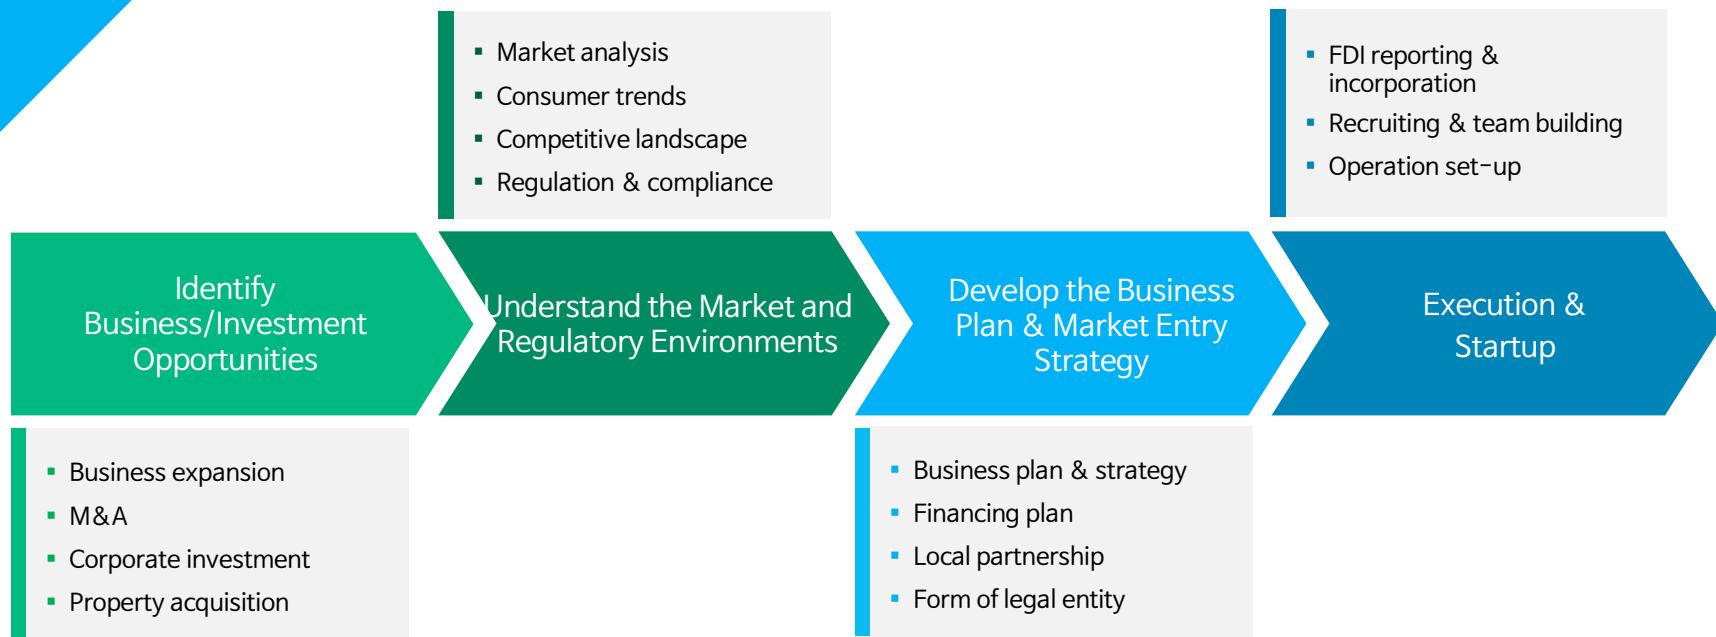 Market analysis
Consumer trends
Competitive landscape
Regulation & compliance
FDI reporting &
incorporation
Recruiting & team building
Operation set-up
Identify
Business/Investment
Opportunities
Understand the Market and
Regulatory Environments
Develop the Business
Plan & Market Entry
Strategy
Execution &
Startup
Business expansion
M&A
Corporate investment
Property acquisition
Business plan & strategy
Financing plan
Local partnership
Form of legal entity